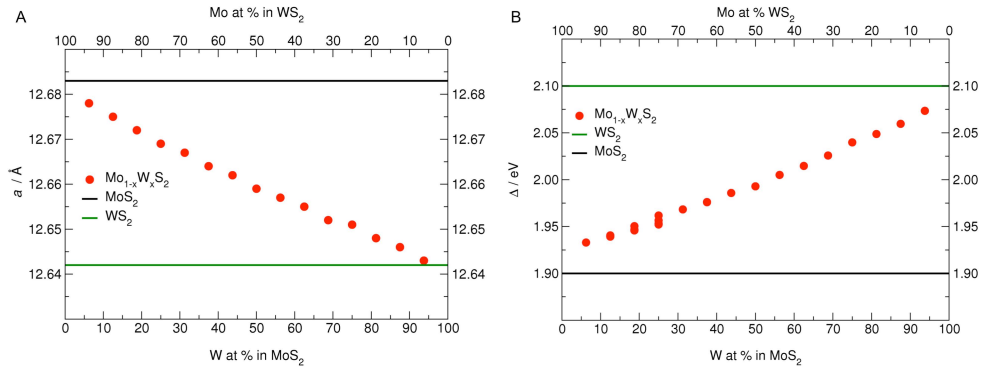 A
Mo at % in WS₂
100 90 80 70 60 50 40 30 20 10 0
12.68
12.67
12.66
12.65
12.64
a / Å
Mo₁₋ₓWₓS₂
MoS₂
WS₂
12.68
12.67
12.66
12.65
12.64
0 10 20 30 40 50 60 70 80 90 100
W at % in MoS₂
B
Mo at % WS₂
100 90 80 70 60 50 40 30 20 10 0
2.10
2.05
2.00
1.95
1.90
Δ / eV
Mo₁₋ₓWₓS₂
WS₂
MoS₂
2.10
2.05
2.00
1.95
1.90
0 10 20 30 40 50 60 70 80 90 100
W at % in MoS₂